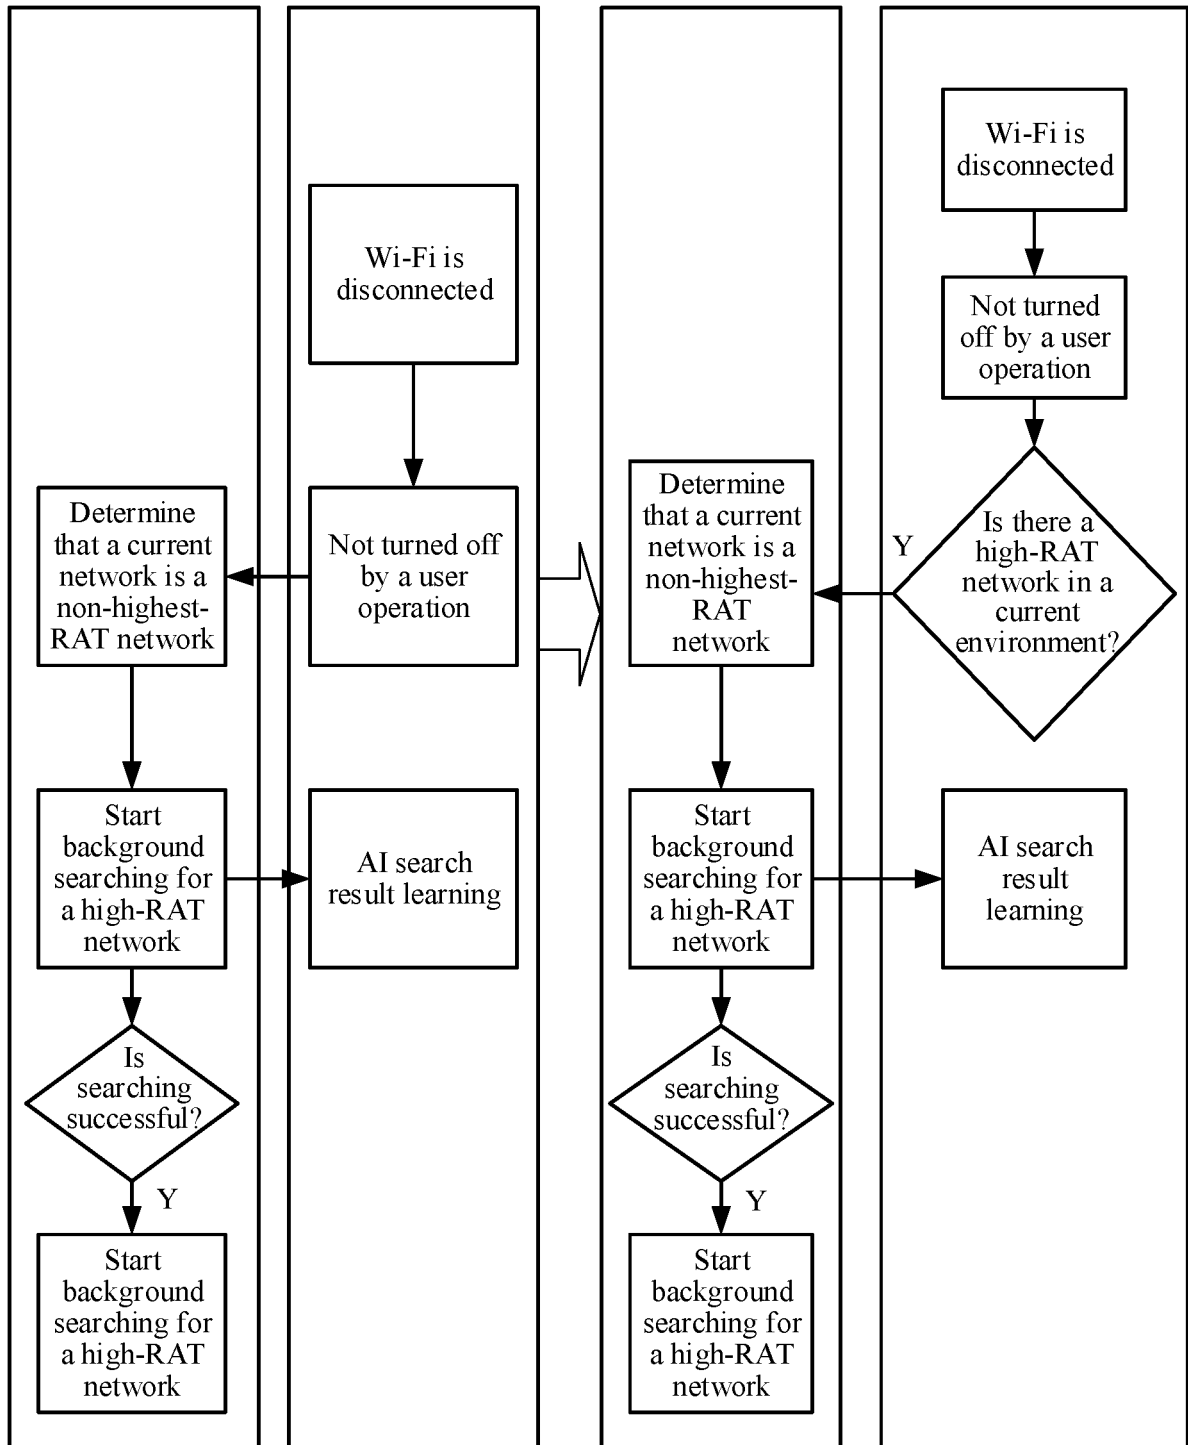 Wi-Fi is
disconnected
Not turned off
by a user
operation
Determine
that a current
network is a
non-highest-
RAT network
Start
background
searching for
a high-RAT
network
AI search
result learning
Is
searching
successful?
Y
Start
background
searching for
a high-RAT
network
Wi-Fi is
disconnected
Not turned
off by a user
operation
Is there a
high-RAT
network in a
current
environment?
Y
Determine
that a current
network is a
non-highest-
RAT
network
Start
background
searching for
a high-RAT
network
AI search
result
learning
Is
searching
successful?
Y
Start
background
searching for
a high-RAT
network